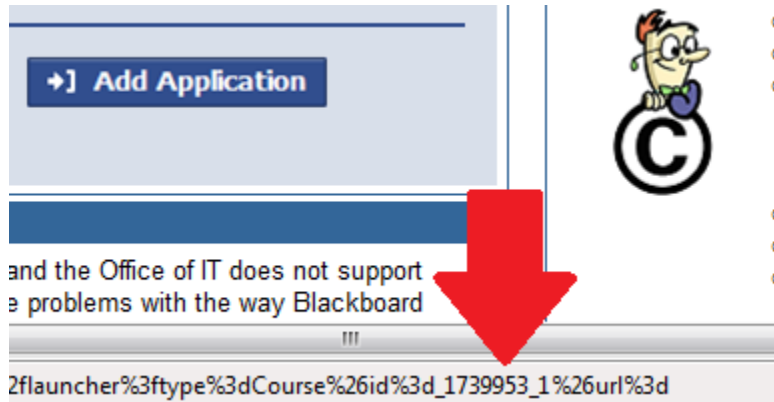 Add Application
©
and the Office of IT does not support
e problems with the way Blackboard
2flauncher%3ftype%3dCourse%26id%3d_1739953_1%26url%3d